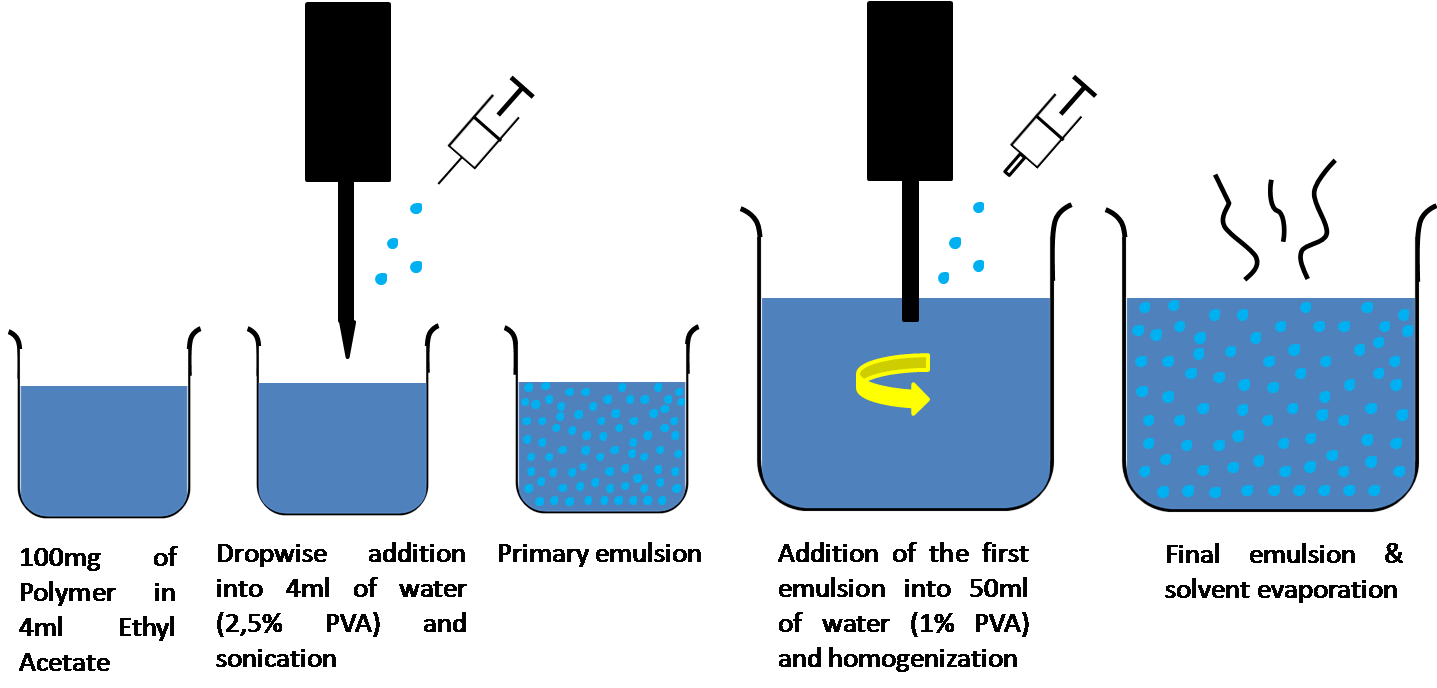 100mg of
Polymer in
4ml Ethyl
Acetate
Dropwise addition
into 4ml of water
(2,5% PVA) and
sonication
Primary emulsion
Addition of the first
emulsion into 50ml
of water (1% PVA)
and homogenization
Final emulsion &
solvent evaporation